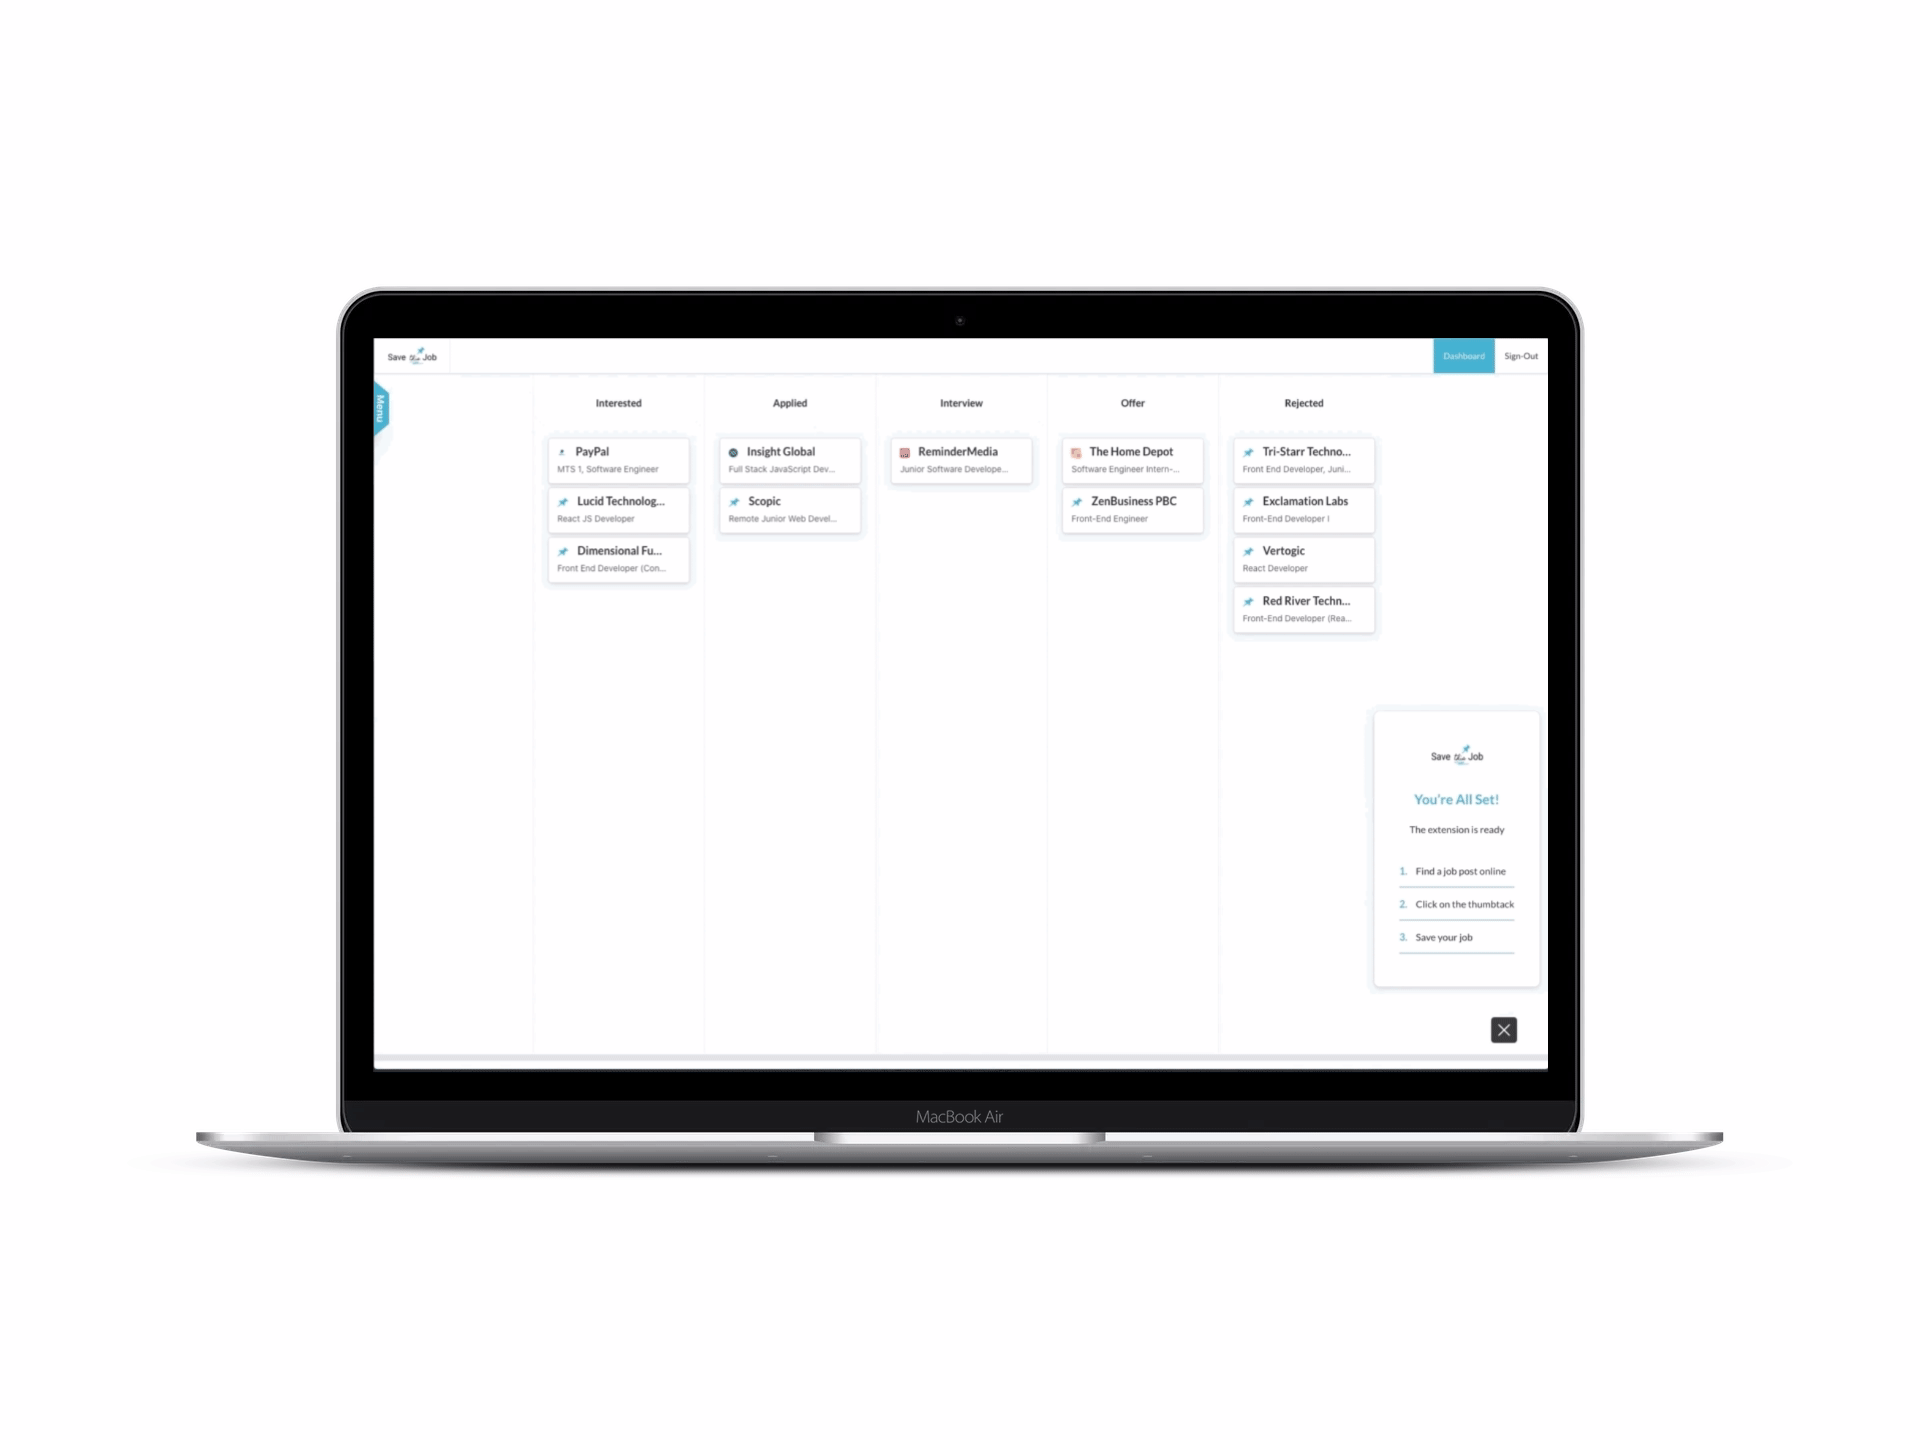 Save the Job
Dashboard
Sign-Out
Menu
Interested
PayPal
MTS 1, Software Engineer
Lucid Technolog...
React JS Developer
Dimensional Fu...
Front End Developer (Con...
Applied
Insight Global
Full Stack JavaScript Dev...
Scopic
Remote Junior Web Devel...
Interview
ReminderMedia
Junior Software Develope...
Offer
The Home Depot
Software Engineer Intern-...
ZenBusiness PBC
Front-End Engineer
Rejected
Tri-Starr Techno...
Front End Developer, Juni...
Exclamation Labs
Front-End Developer I
Vertogic
React Developer
Red River Techn...
Front-End Developer (Rea...
Save the Job
You're All Set!
The extension is ready
1. Find a job post online
2. Click on the thumbtack
3. Save your job
MacBook Air